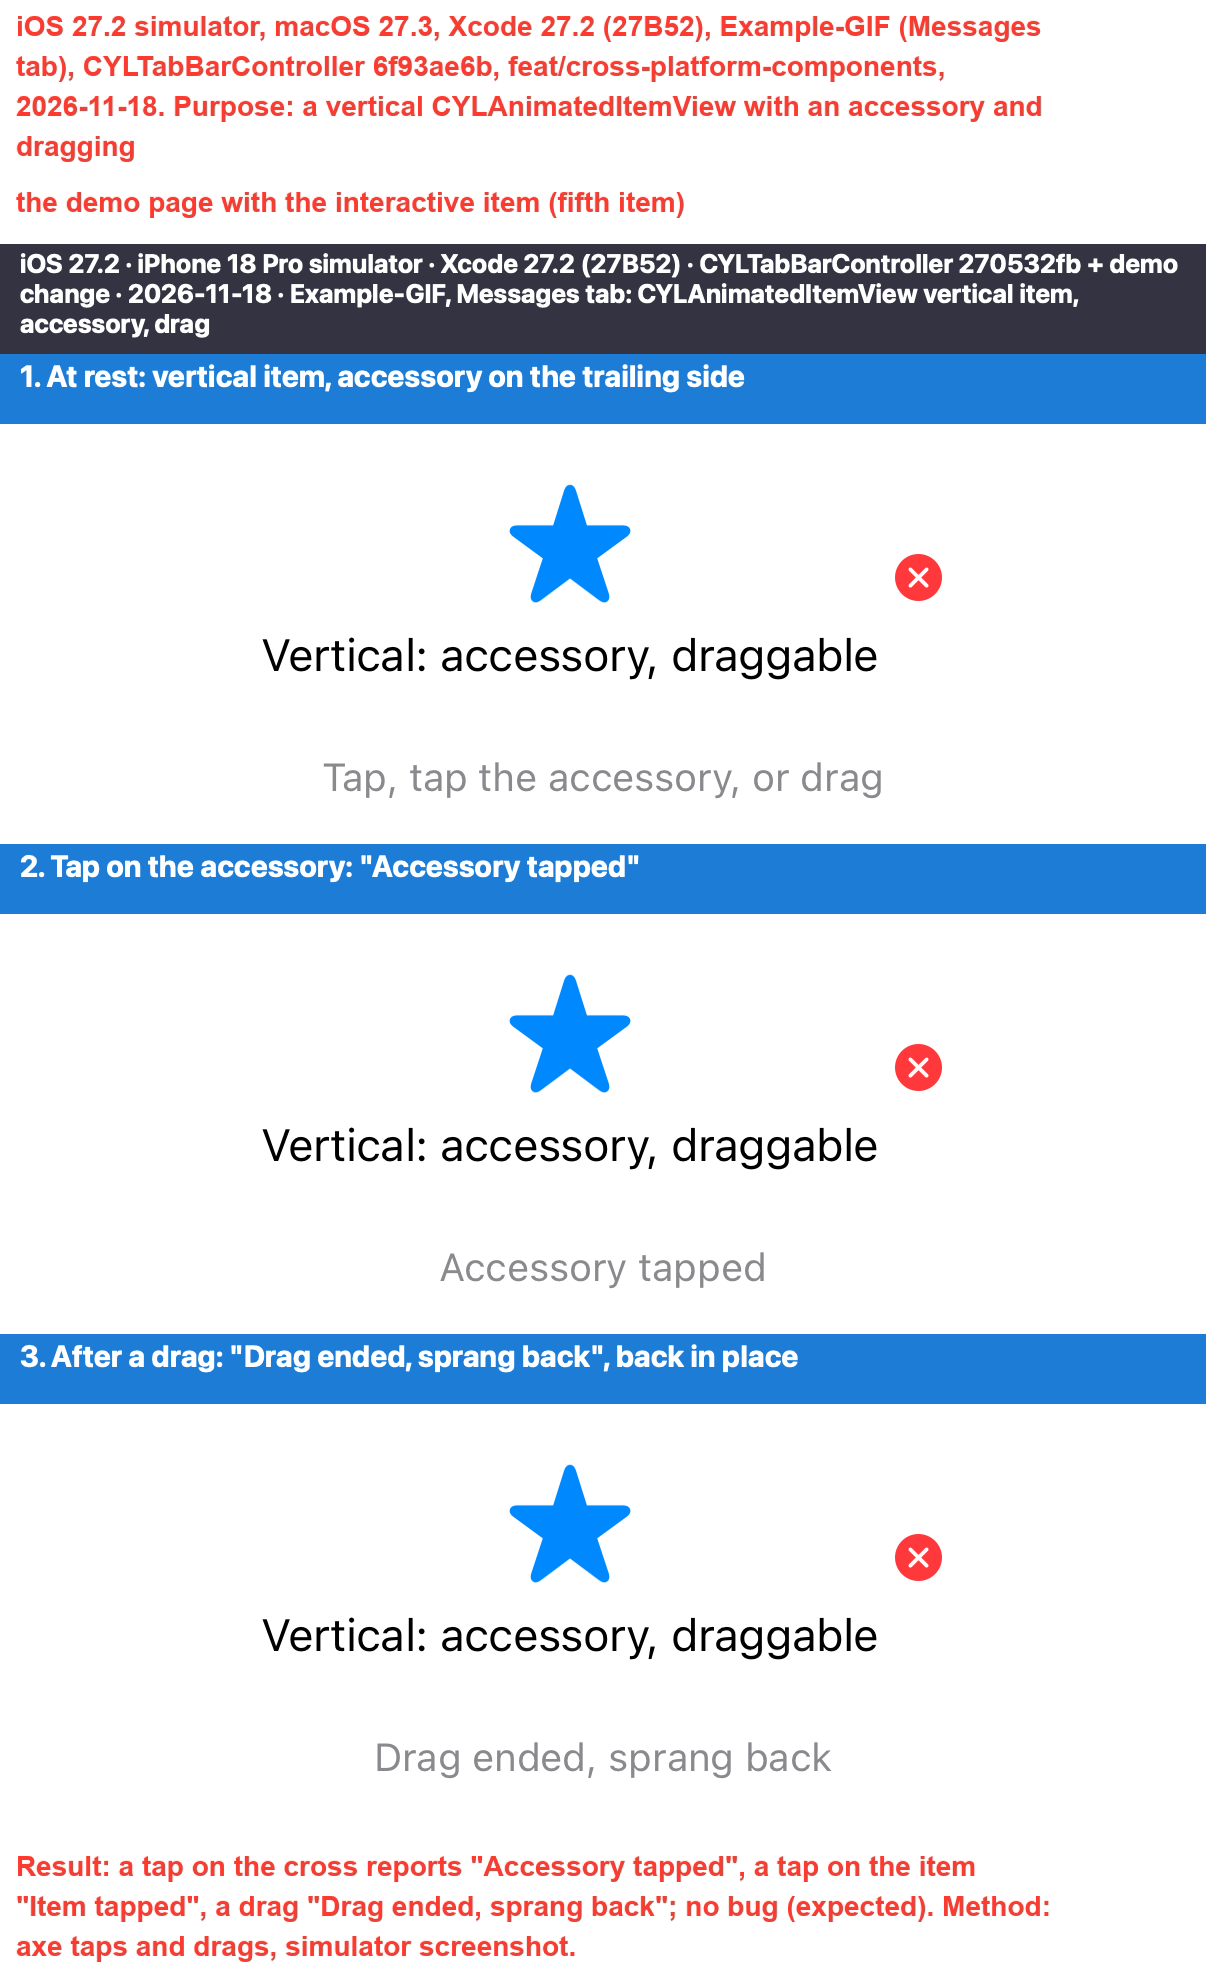 iOS 27.2 simulator, macOS 27.3, Xcode 27.2 (27B52), Example-GIF (Messages
tab), CYLTabBarController 6f93ae6b, feat/cross-platform-components,
2026-11-18. Purpose: a vertical CYLAnimatedItemView with an accessory and
dragging
the demo page with the interactive item (fifth item)
iOS 27.2 · iPhone 18 Pro simulator · Xcode 27.2 (27B52) · CYLTabBarController 270532fb + demo
change · 2026-11-18 · Example-GIF, Messages tab: CYLAnimatedItemView vertical item,
accessory, drag
1. At rest: vertical item, accessory on the trailing side
Vertical: accessory, draggable
Tap, tap the accessory, or drag
2. Tap on the accessory: "Accessory tapped"
Vertical: accessory, draggable
Accessory tapped
3. After a drag: "Drag ended, sprang back", back in place
Vertical: accessory, draggable
Drag ended, sprang back
Result: a tap on the cross reports "Accessory tapped", a tap on the item
"Item tapped", a drag "Drag ended, sprang back"; no bug (expected). Method:
axe taps and drags, simulator screenshot.